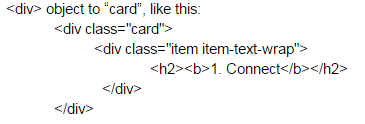 <div> object to “card”, like this:
<div class="card">
<div class="item item-text-wrap">
<h2><b>1. Connect</b></h2>
</div>
</div>